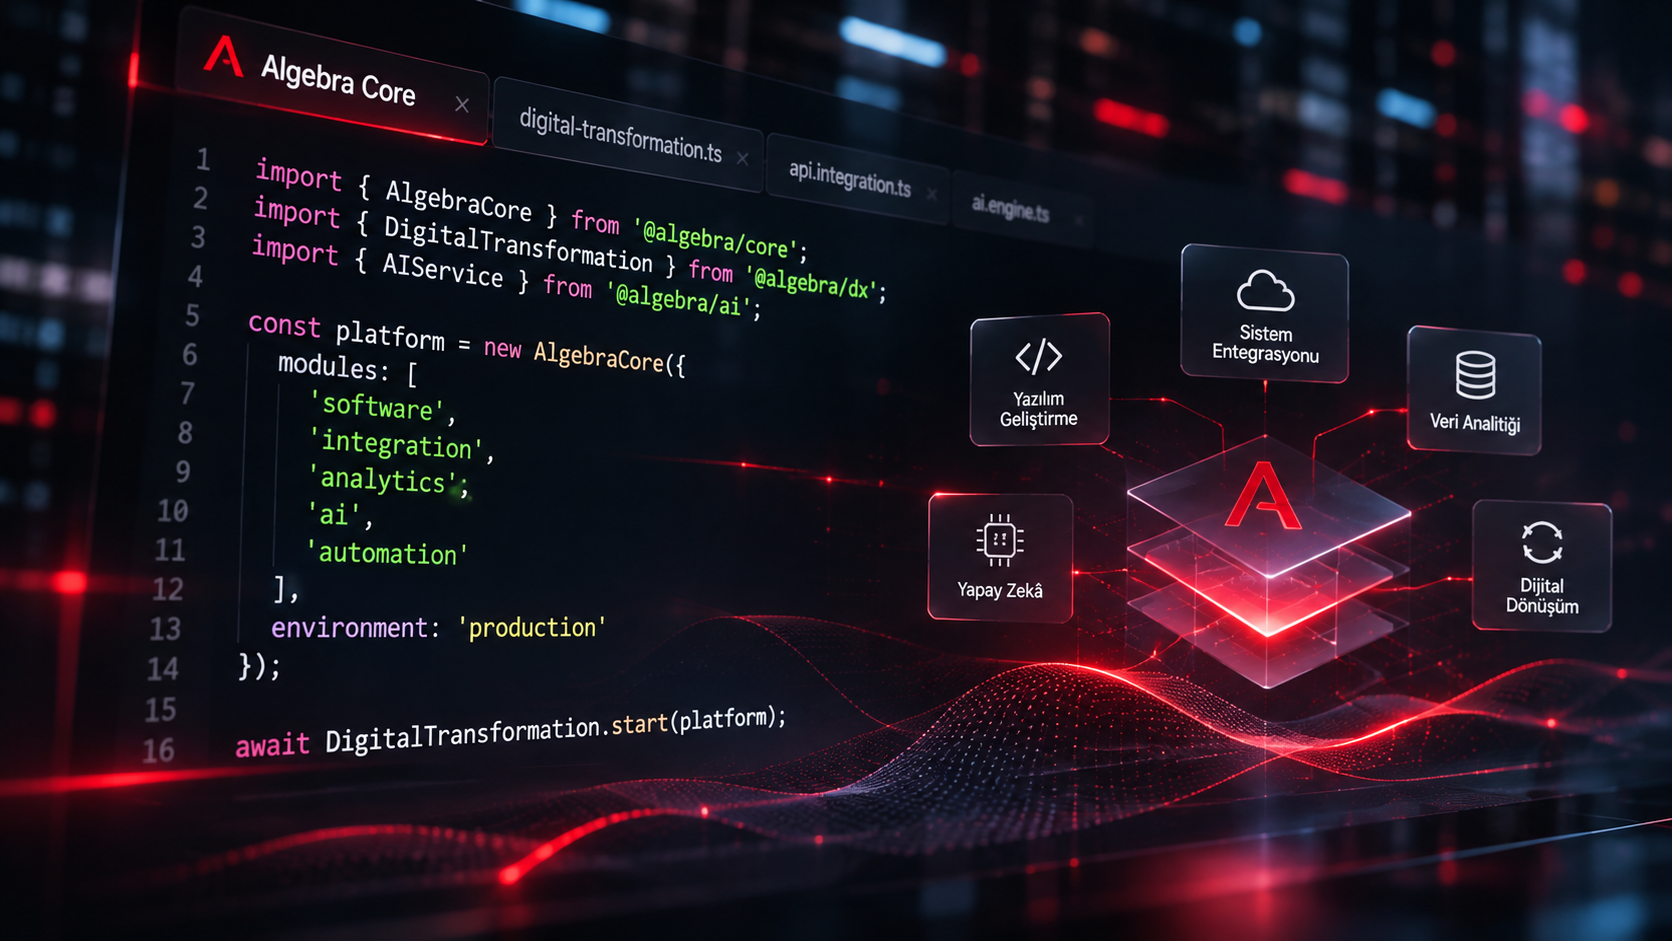 Algebra Core
digital-transformation.ts
api.integration.ts
ai.engine.ts
1 import { AlgebraCore } from '@algebra/core';
2 import { DigitalTransformation } from '@algebra/dx';
3 import { AIService } from '@algebra/ai';
4
5 const platform = new AlgebraCore({
6 modules: [
7 'software',
8 'integration',
9 'analytics';
10 'ai',
11 'automation'
12 ],
13 environment: 'production'
14 });
15
16 await DigitalTransformation.start(platform);
Sistem
Entegrasyonu
Yazılım
Geliştirme
Veri Analitiği
Yapay Zekâ
Dijital
Dönüşüm